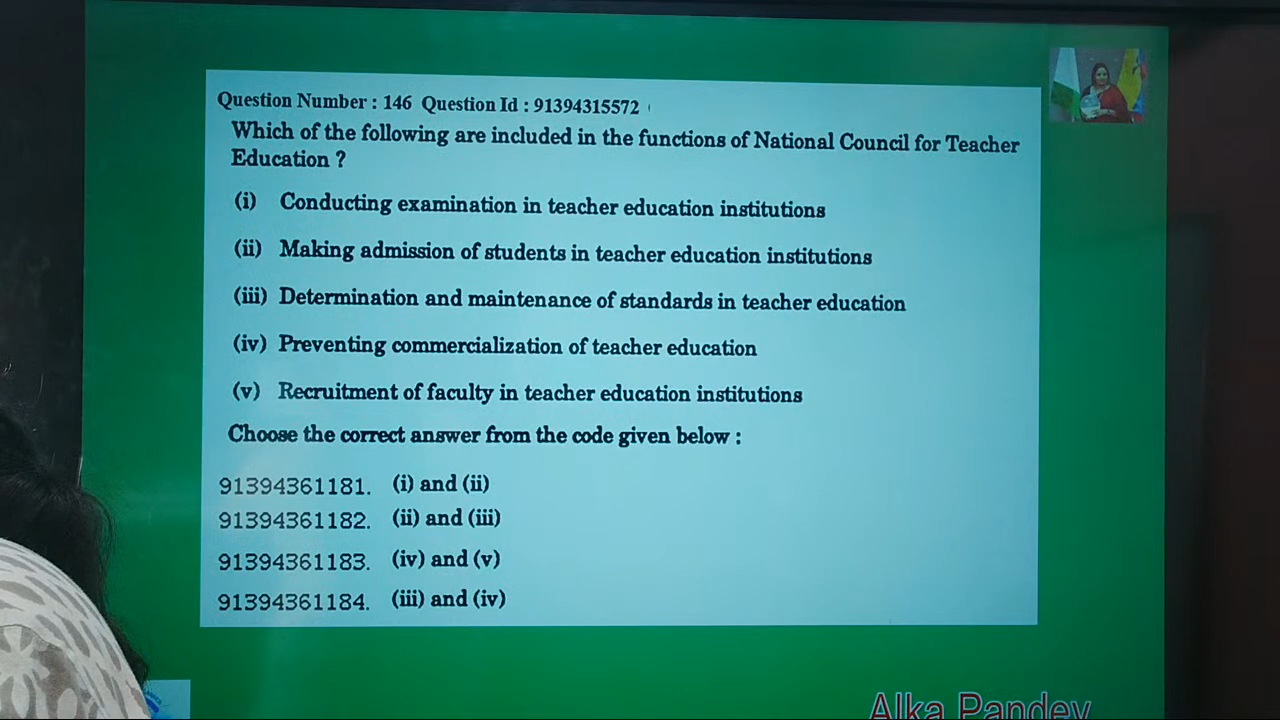 Question Number : 146 Question Id : 91394315572
Which of the following are included in the functions of National Council for Teacher
Education ?
(i) Conducting examination in teacher education institutions
(ii) Making admission of students in teacher education institutions
(iii) Determination and maintenance of standards in teacher education
(iv) Preventing commercialization of teacher education
(v) Recruitment of faculty in teacher education institutions
Choose the correct answer from the code given below :
91394361181. (i) and (ii)
91394361182. (ii) and (iii)
91394361183. (iv) and (v)
91394361184. (iii) and (iv)
Alka Pandey